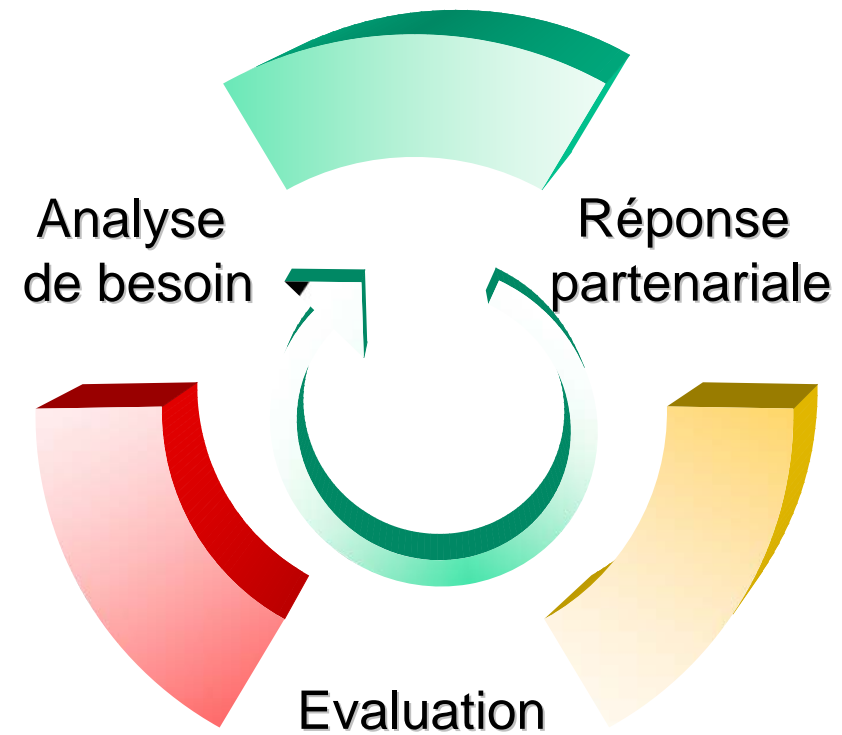 Analyse
de besoin
Réponse
partenariale
Evaluation